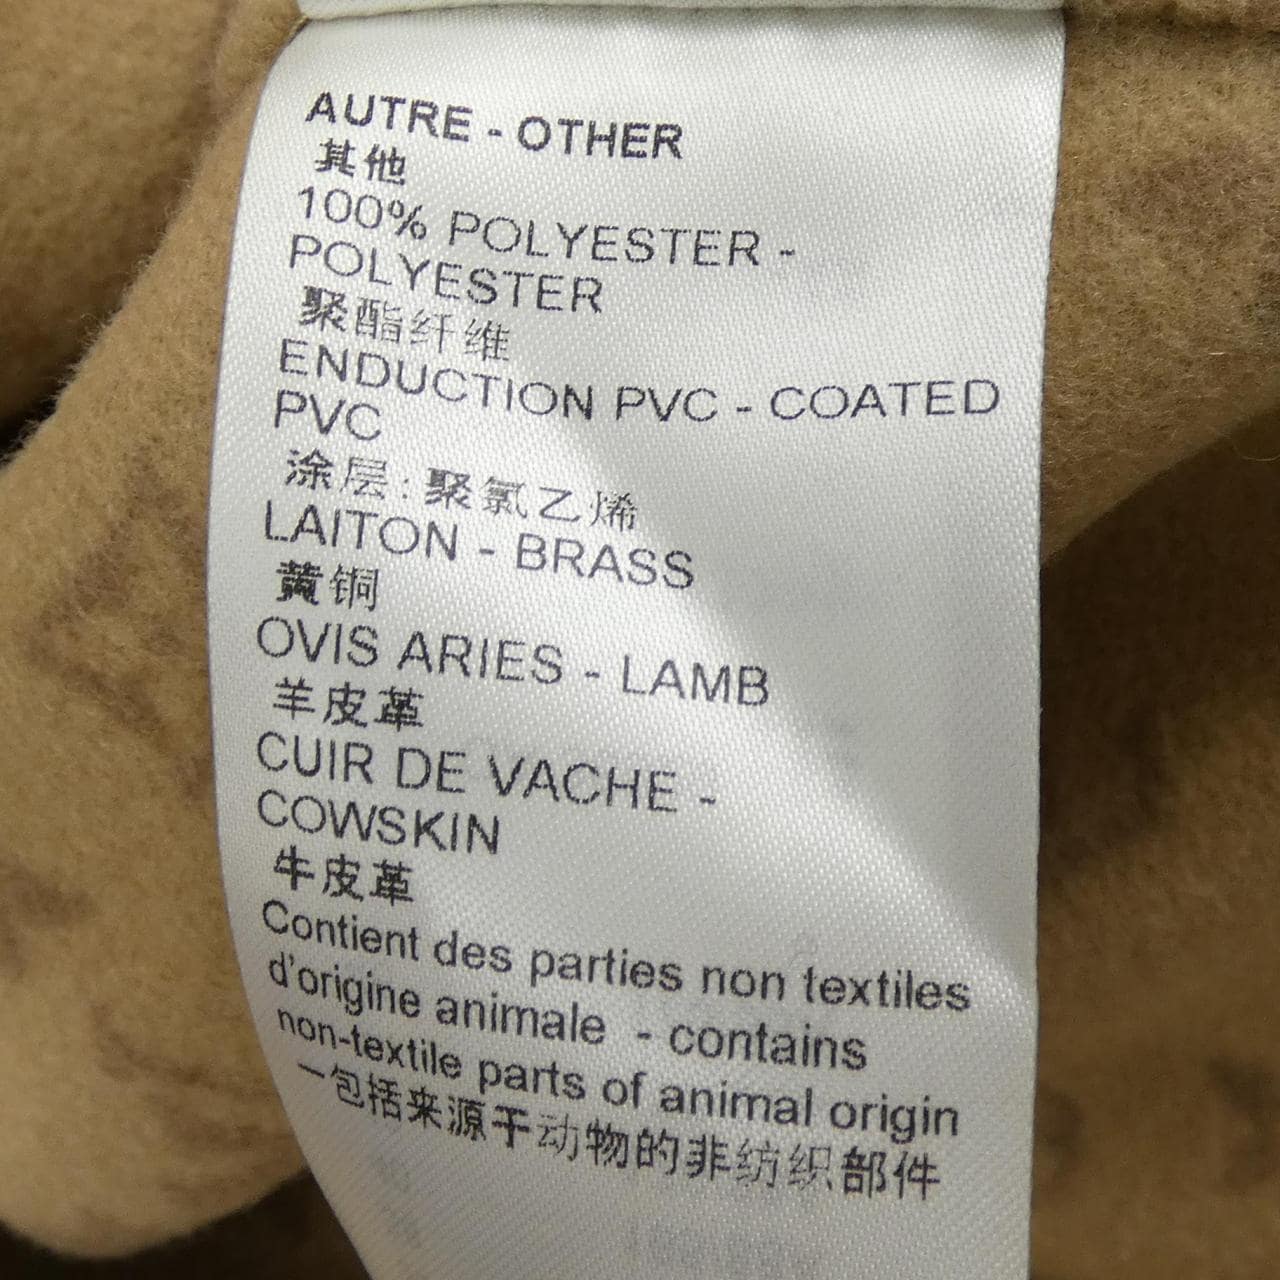 AUTRE - OTHER
其他
100% POLYESTER -
POLYESTER
聚酯纤维
ENDUCTION PVC - COATED
PVC
涂层:聚氯乙烯
LAITON - BRASS
黄铜
OVIS ARIES - LAMB
羊皮革
CUIR DE VACHE -
COWSKIN
牛皮革
Contient des parties non textiles
d'origine animale - contains
non-textile parts of animal origin
一包括来源于动物的非纺织部件